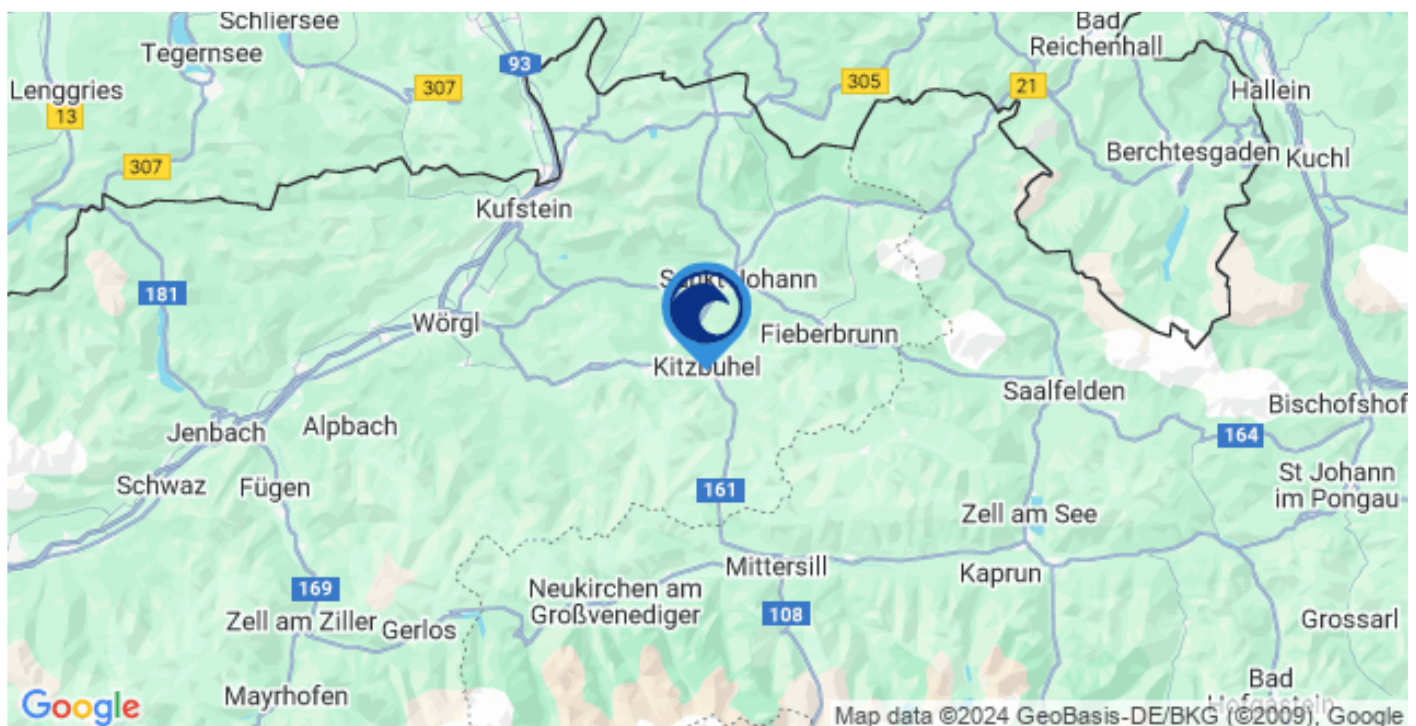 Schliersee
Tegernsee
Bad
Reichenhall
93
Lenggries
307
305
21
Hallein
13
307
Berchtesgaden
Kuchl
Kufstein
Sankt Johann
181
Wörgl
Fieberbrunn
Kitzbühel
Saalfelden
Bischofshof
Jenbach
Alpbach
164
Schwaz
Fügen
161
St Johann
im Pongau
Zell am See
Mittersill
Kaprun
169
Neukirchen am
Großvenediger
108
Zell am Ziller
Gerlos
Grossarl
Mayrhofen
Bad
Hofgastein
Google
Map data ©2024 GeoBasis-DE/BKG (©2009), Google